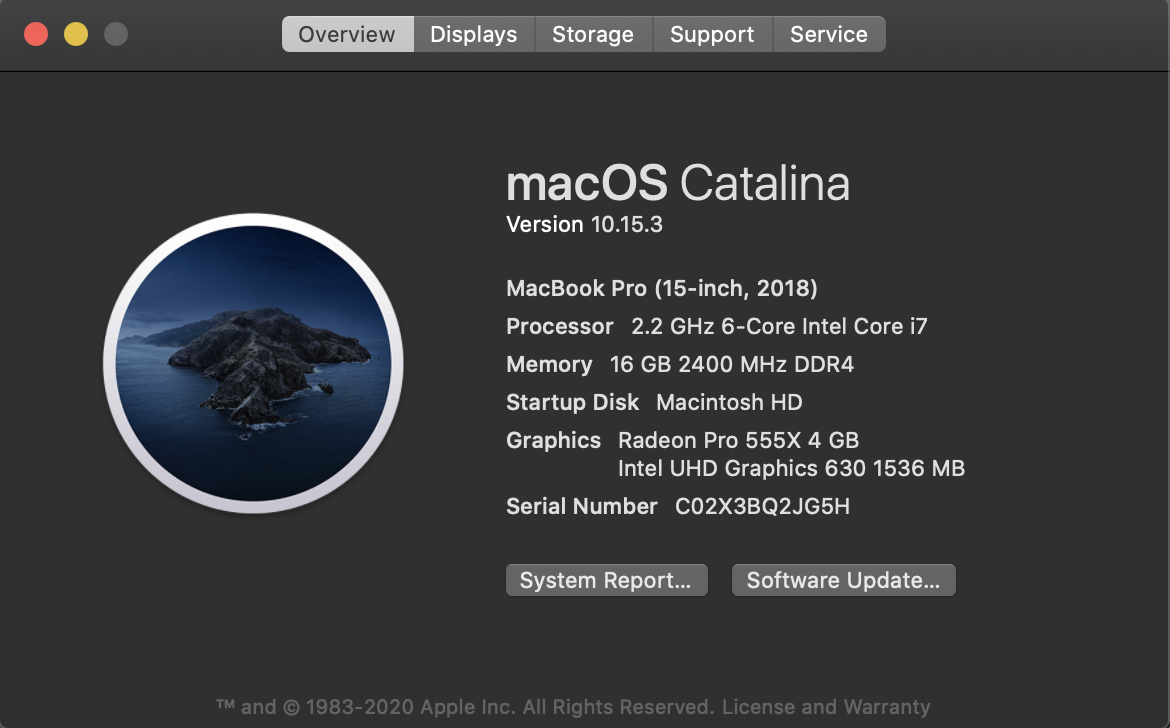 Overview Displays Storage Support Service
macOS Catalina
Version 10.15.3
MacBook Pro (15-inch, 2018)
Processor 2.2 GHz 6-Core Intel Core i7
Memory 16 GB 2400 MHz DDR4
Startup Disk Macintosh HD
Graphics Radeon Pro 555X 4 GB
Intel UHD Graphics 630 1536 MB
Serial Number C02X3BQ2JG5H
System Report... Software Update...
™ and © 1983-2020 Apple Inc. All Rights Reserved. License and Warranty